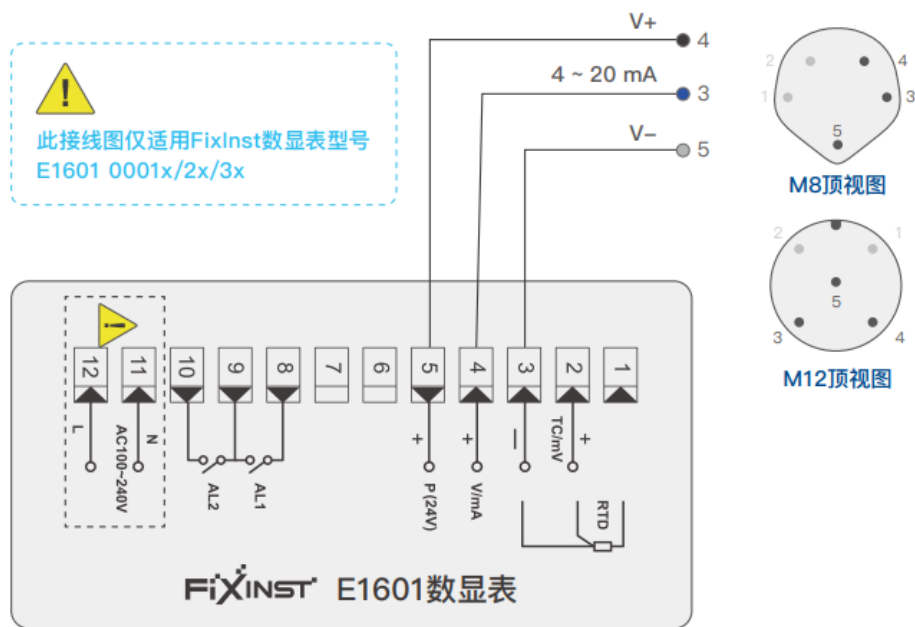 V+
4
4 ~ 20 mA
3
V−
5
!
此接线图仅适用FixInst数显表型号
E1601 0001x/2x/3x
2
4
1
3
5
M8顶视图
2
1
5
3
4
M12顶视图
!
12
11
10
9
8
7
6
5
4
3
2
1
L
N
AC100~240V
AL2
AL1
+
P(24V)
+
V/mA
—
TC/mV
+
RTD
FiXINST E1601数显表